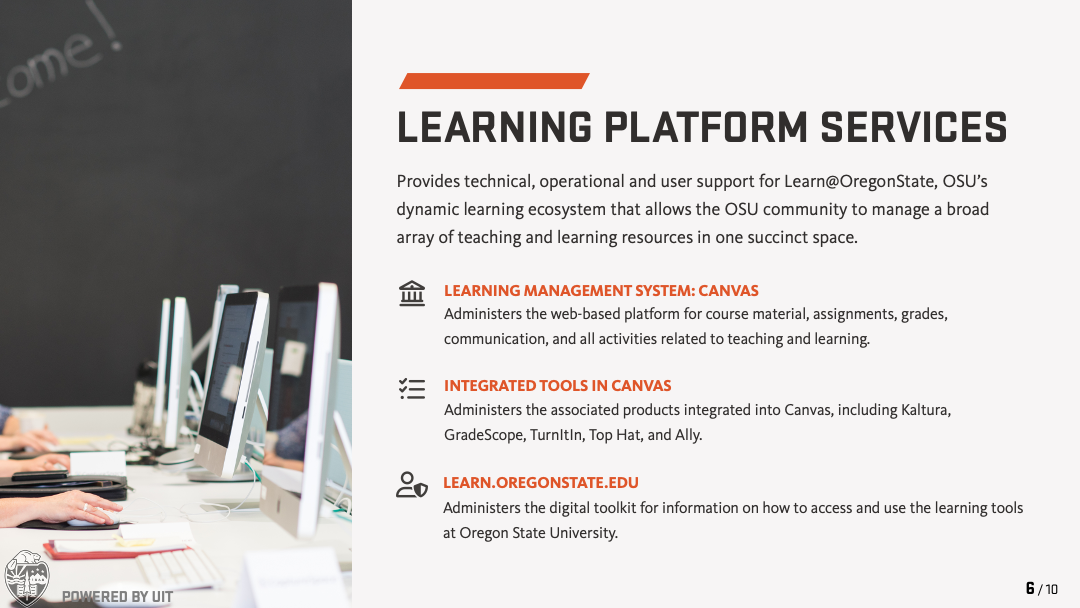 ome!
LEARNING PLATFORM SERVICES
Provides technical, operational and user support for Learn@OregonState, OSU’s
dynamic learning ecosystem that allows the OSU community to manage a broad
array of teaching and learning resources in one succinct space.
LEARNING MANAGEMENT SYSTEM: CANVAS
Administers the web-based platform for course material, assignments, grades,
communication, and all activities related to teaching and learning.
INTEGRATED TOOLS IN CANVAS
Administers the associated products integrated into Canvas, including Kaltura,
GradeScope, TurnItIn, Top Hat, and Ally.
LEARN.OREGONSTATE.EDU
Administers the digital toolkit for information on how to access and use the learning tools
at Oregon State University.
POWERED BY UIT
6 / 10